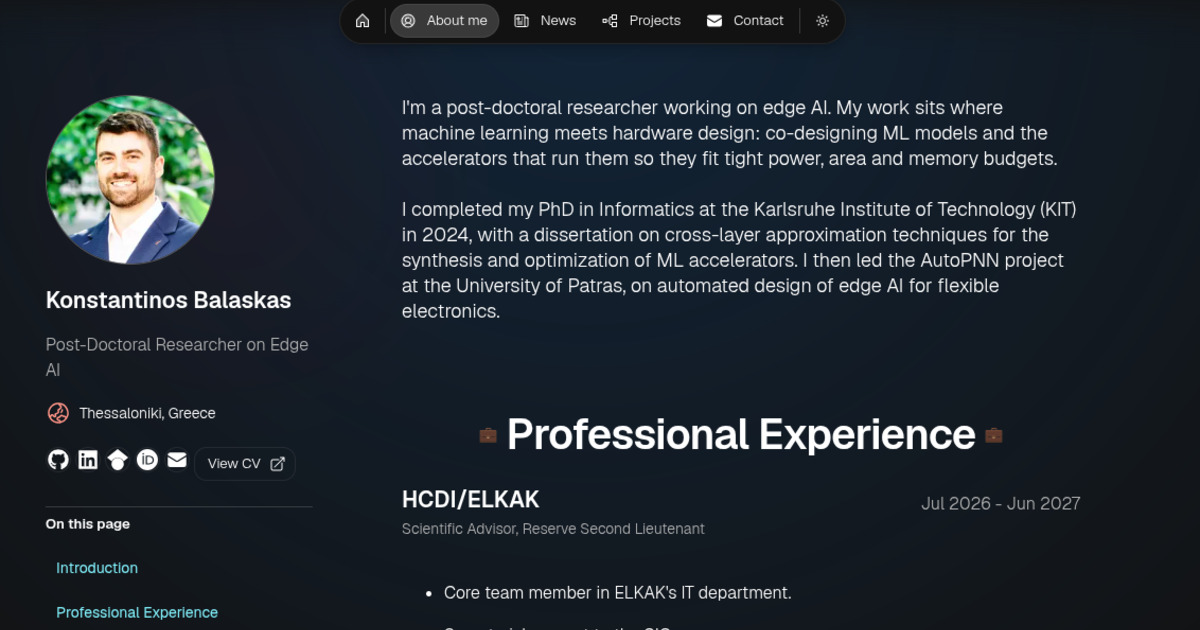 About me
News
Projects
Contact
Konstantinos Balaskas
Post-Doctoral Researcher on Edge
AI
Thessaloniki, Greece
View CV
On this page
Introduction
Professional Experience
I'm a post-doctoral researcher working on edge AI. My work sits where
machine learning meets hardware design: co-designing ML models and the
accelerators that run them so they fit tight power, area and memory budgets.
I completed my PhD in Informatics at the Karlsruhe Institute of Technology (KIT)
in 2024, with a dissertation on cross-layer approximation techniques for the
synthesis and optimization of ML accelerators. I then led the AutoPNN project
at the University of Patras, on automated design of edge AI for flexible
electronics.
Professional Experience
HCDI/ELKAK
Jul 2026 - Jun 2027
Scientific Advisor, Reserve Second Lieutenant
Core team member in ELKAK's IT department.